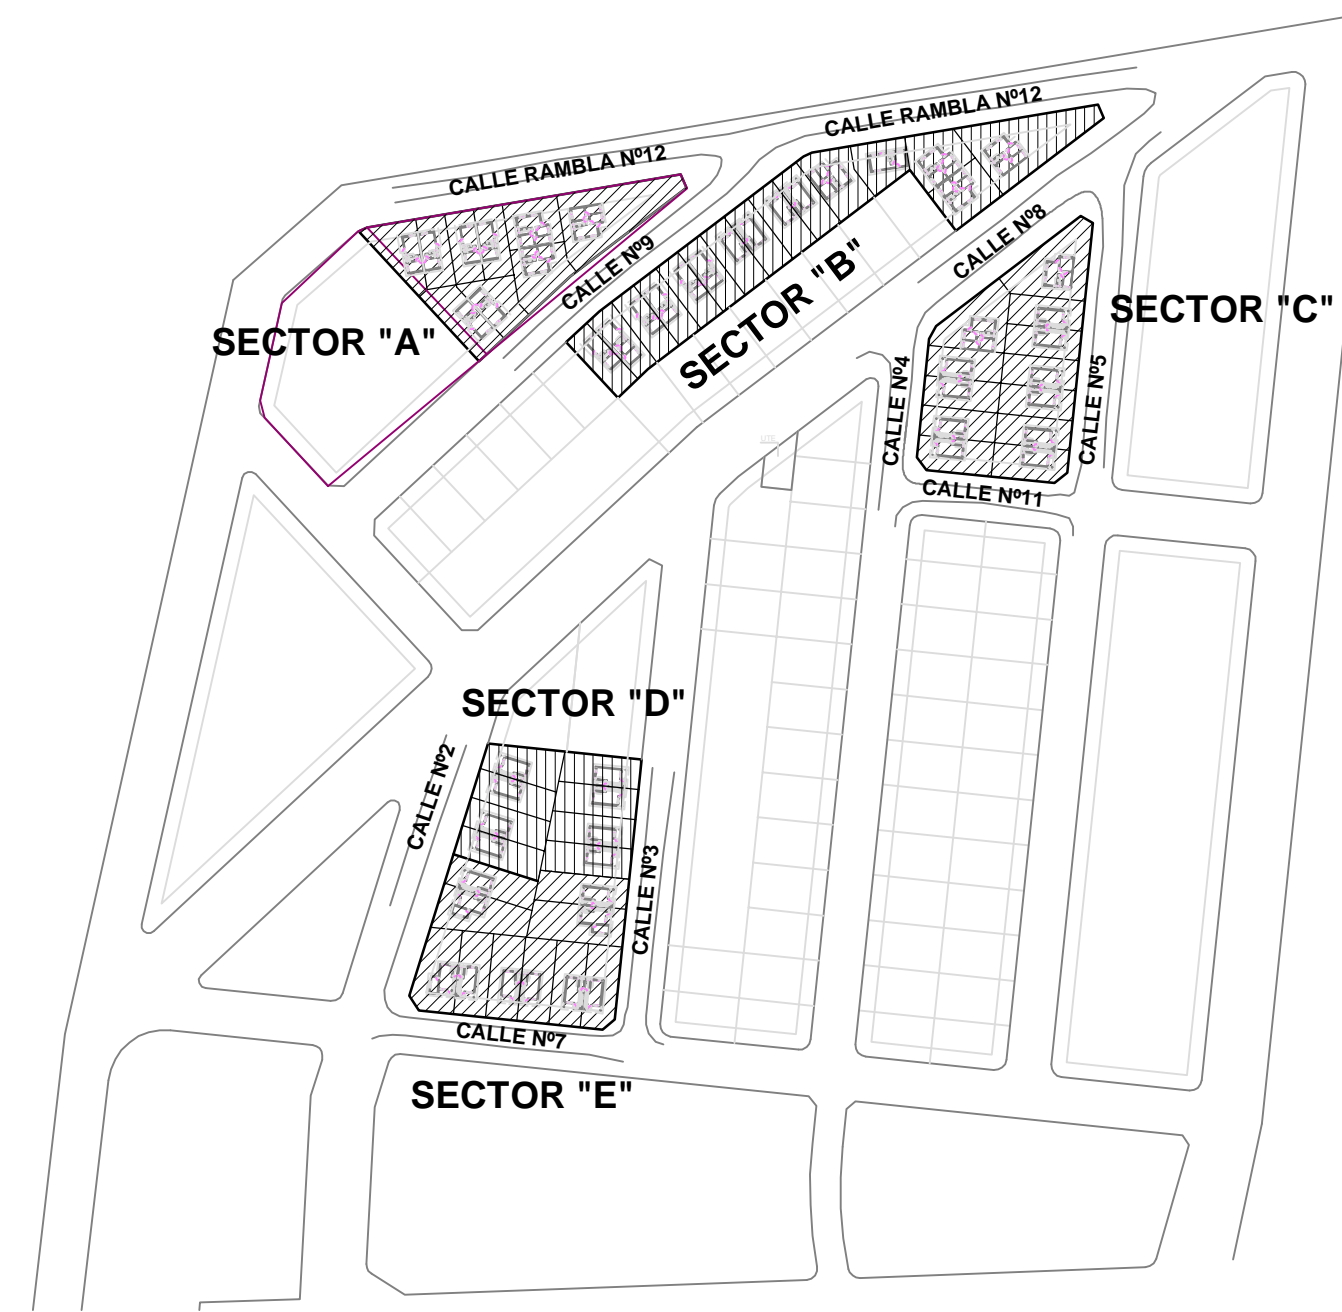 CALLE RAMBLA Nº12
CALLE RAMBLA Nº12
CALLE Nº8
CALLE Nº9
SECTOR "B"
SECTOR "C"
SECTOR "A"
CALLE Nº4
CALLE Nº5
UTE
CALLE Nº11
SECTOR "D"
CALLE Nº2
CALLE Nº3
CALLE Nº7
SECTOR "E"